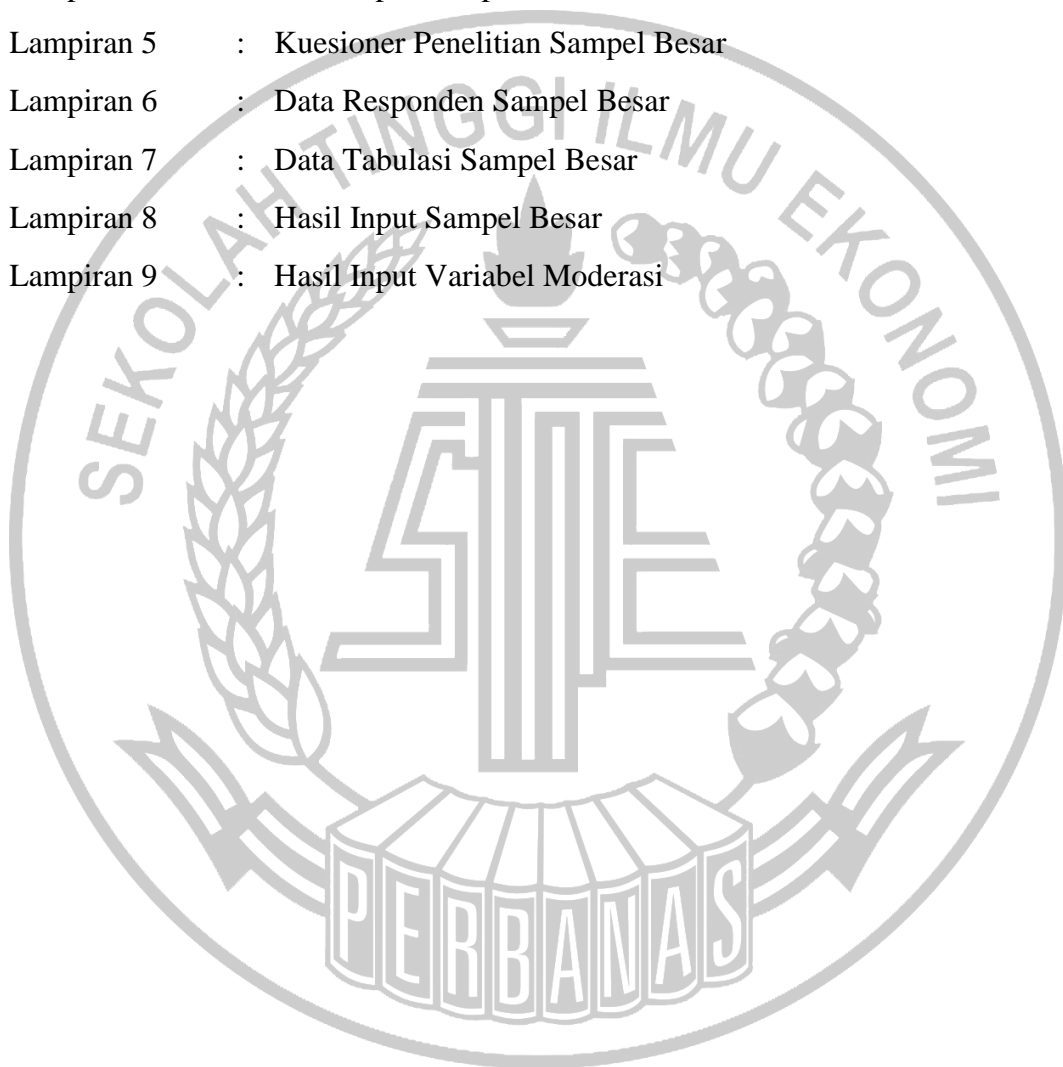 Lampiran 5 : Kuesioner Penelitian Sampel Besar
Lampiran 6 : Data Responden Sampel Besar
Lampiran 7 : Data Tabulasi Sampel Besar
Lampiran 8 : Hasil Input Sampel Besar
Lampiran 9 : Hasil Input Variabel Moderasi
SEKOLAH TINGGI ILMU EKONOMI
STIE
PERBANAS